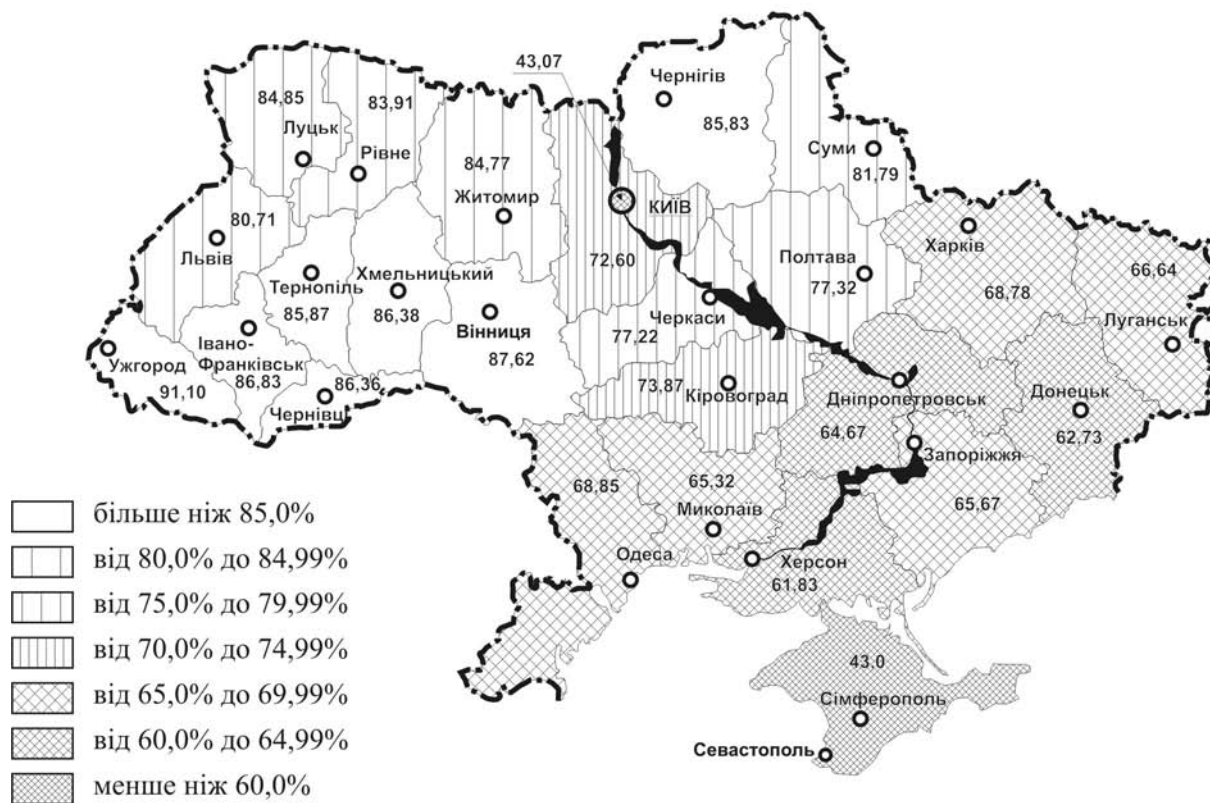 43,07
Чернігів
85,83
84,85
Луцьк
83,91
Рівне
84,77
Житомир
Суми
81,79
КИЇВ
80,71
Львів
72,60
Полтава
77,32
Харків
68,78
66,64
Луганськ
Тернопіль
85,87
Хмельницький
86,38
Вінниця
87,62
Черкаси
77,22
Ужгород
91,10
Івано-
Франківськ
86,83
86,36
Чернівці
73,87
Кіровоград
Дніпропетровськ
64,67
Донецьк
62,73
Запоріжжя
65,67
68,85
65,32
Миколаїв
Одеса
Херсон
61,83
43.0
Сімферополь
Севастополь
більше ніж 85,0%
від 80,0% до 84,99%
від 75,0% до 79,99%
від 70,0% до 74,99%
від 65,0% до 69,99%
від 60,0% до 64,99%
менше ніж 60,0%